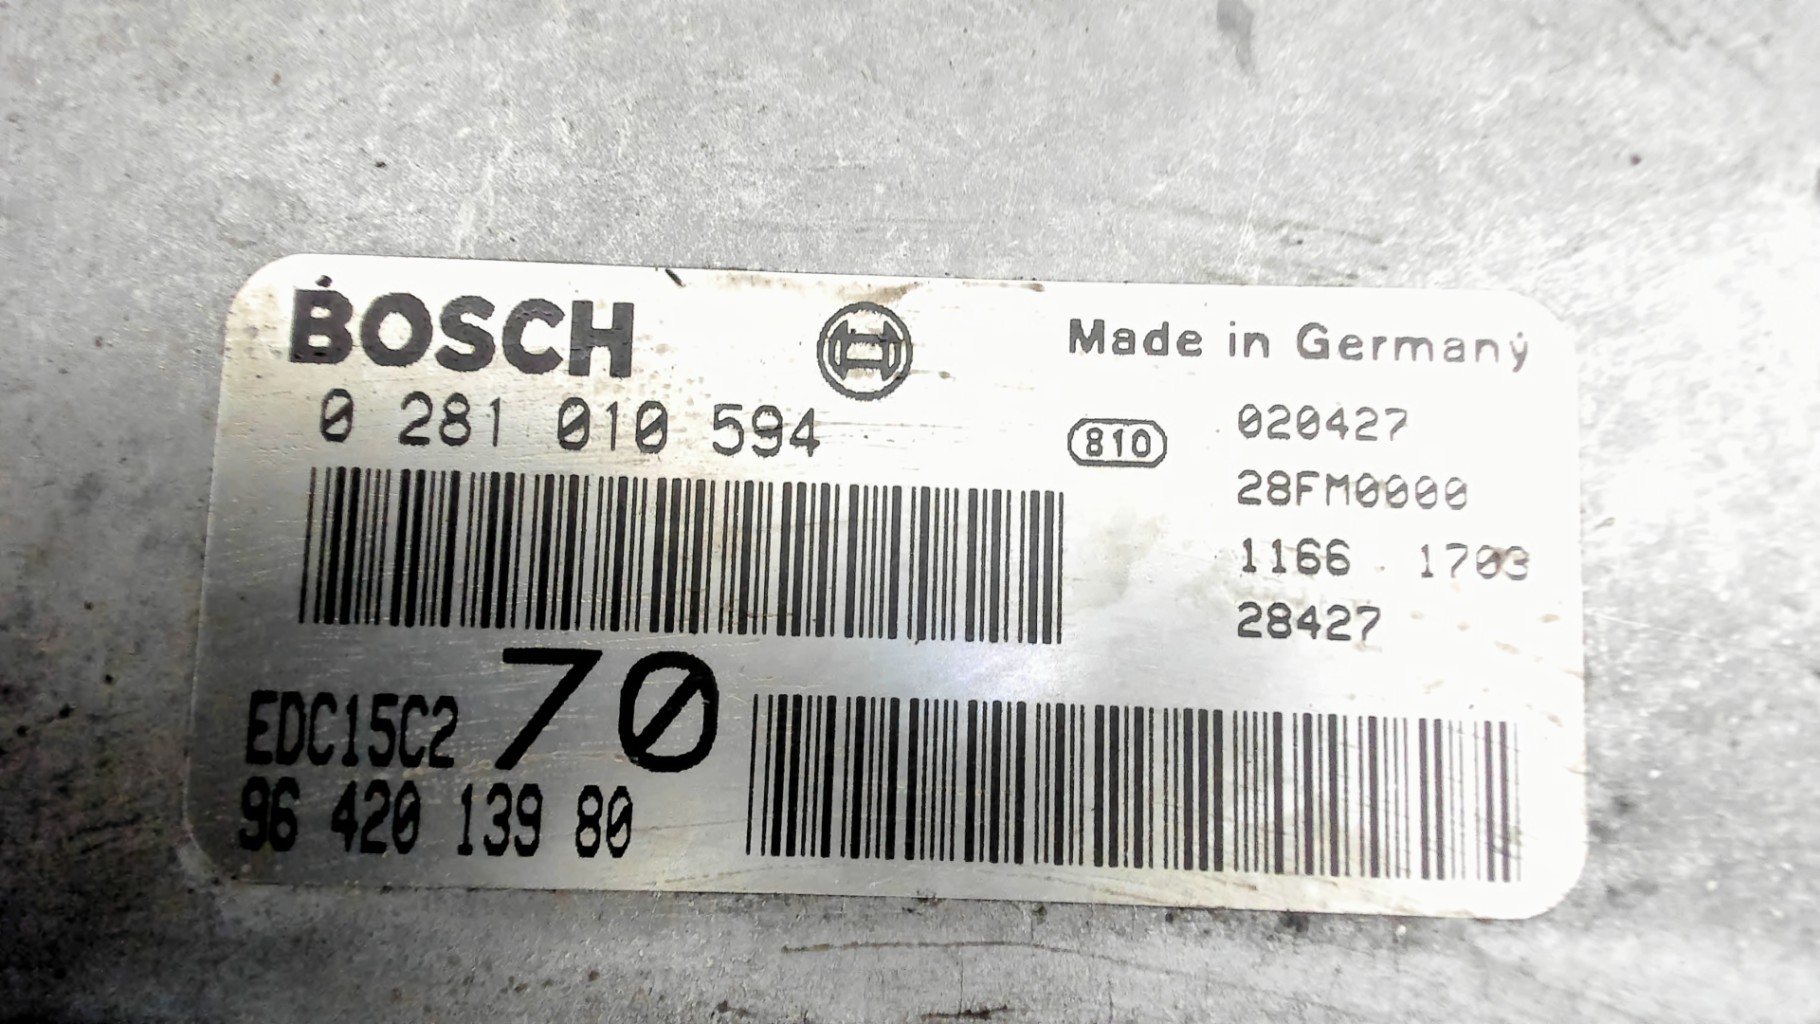 BOSCH
Made in Germany
0 281 010 594
810
020427
28FM0000
1166 1703
28427
EDC15C2 70
96 420 139 80